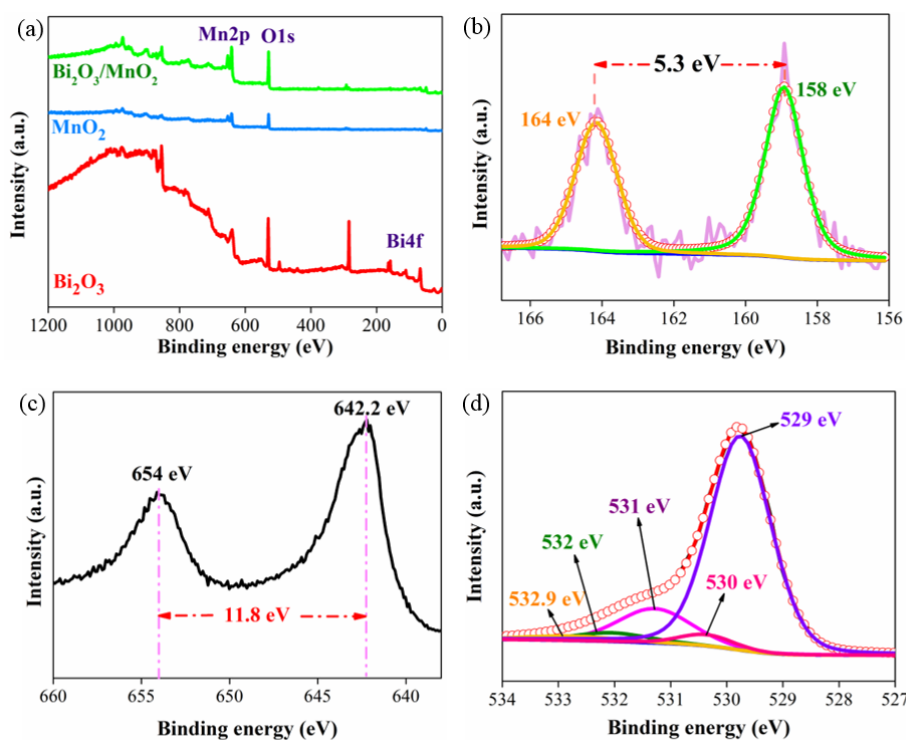 (a)
Mn2p O1s
Bi₂O₃/MnO₂
MnO₂
Bi4f
Bi₂O₃
Intensity (a.u.)
1200 1000 800 600 400 200 0
Binding energy (eV)
(b)
5.3 eV
164 eV
158 eV
Intensity (a.u.)
166 164 162 160 158 156
Binding energy (eV)
(c)
642.2 eV
654 eV
11.8 eV
Intensity (a.u.)
660 655 650 645 640
Binding energy (eV)
(d)
529 eV
531 eV
532 eV
530 eV
532.9 eV
Intensity (a.u.)
534 533 532 531 530 529 528 527
Binding energy (eV)